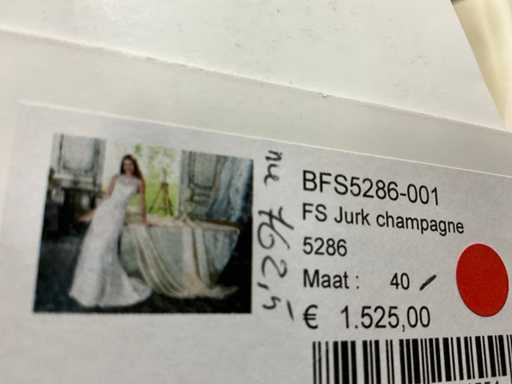 BFS5286-001
FS Jurk champagne
5286
Maat : 40
€ 1.525,00
nu 762,5